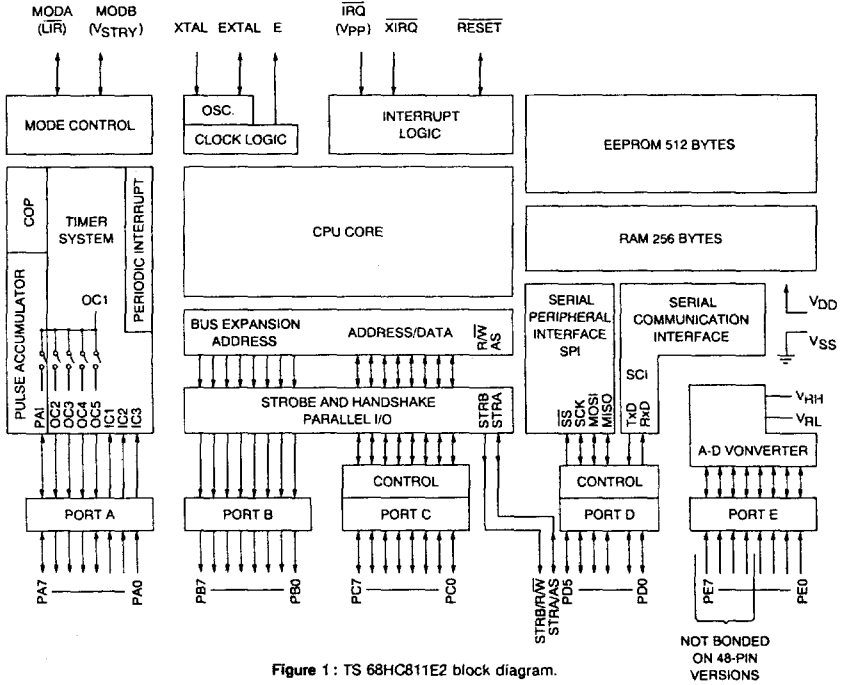 MODA
(LIR)
MODB
(VSTRY)
XTAL EXTAL E
IRQ
(VPP)
XIRQ
RESET
MODE CONTROL
OSC.
CLOCK LOGIC
INTERRUPT
LOGIC
EEPROM 512 BYTES
COP
TIMER
SYSTEM
PERIODIC INTERRUPT
CPU CORE
RAM 256 BYTES
PULSE ACCUMULATOR
OC1
PAI
OC2
OC3
OC4
OC5
IC1
IC2
IC3
BUS EXPANSION
ADDRESS
ADDRESS/DATA
R/W
AS
SERIAL
PERIPHERAL
INTERFACE
SPI
SERIAL
COMMUNICATION
INTERFACE
SCI
VDD
VSS
STROBE AND HANDSHAKE
PARALLEL I/O
STRB
STRA
SS
SCK
MOSI
MISO
TxD
RxD
VRH
VRL
A-D VONVERTER
CONTROL
CONTROL
PORT A
PORT B
PORT C
PORT D
PORT E
PA7
PA0
PB7
PB0
PC7
PC0
STRB/R/W
STRA/AS
PD5
PD0
PE7
PE0
NOT BONDED
ON 48-PIN
VERSIONS
Figure 1 : TS 68HC811E2 block diagram.